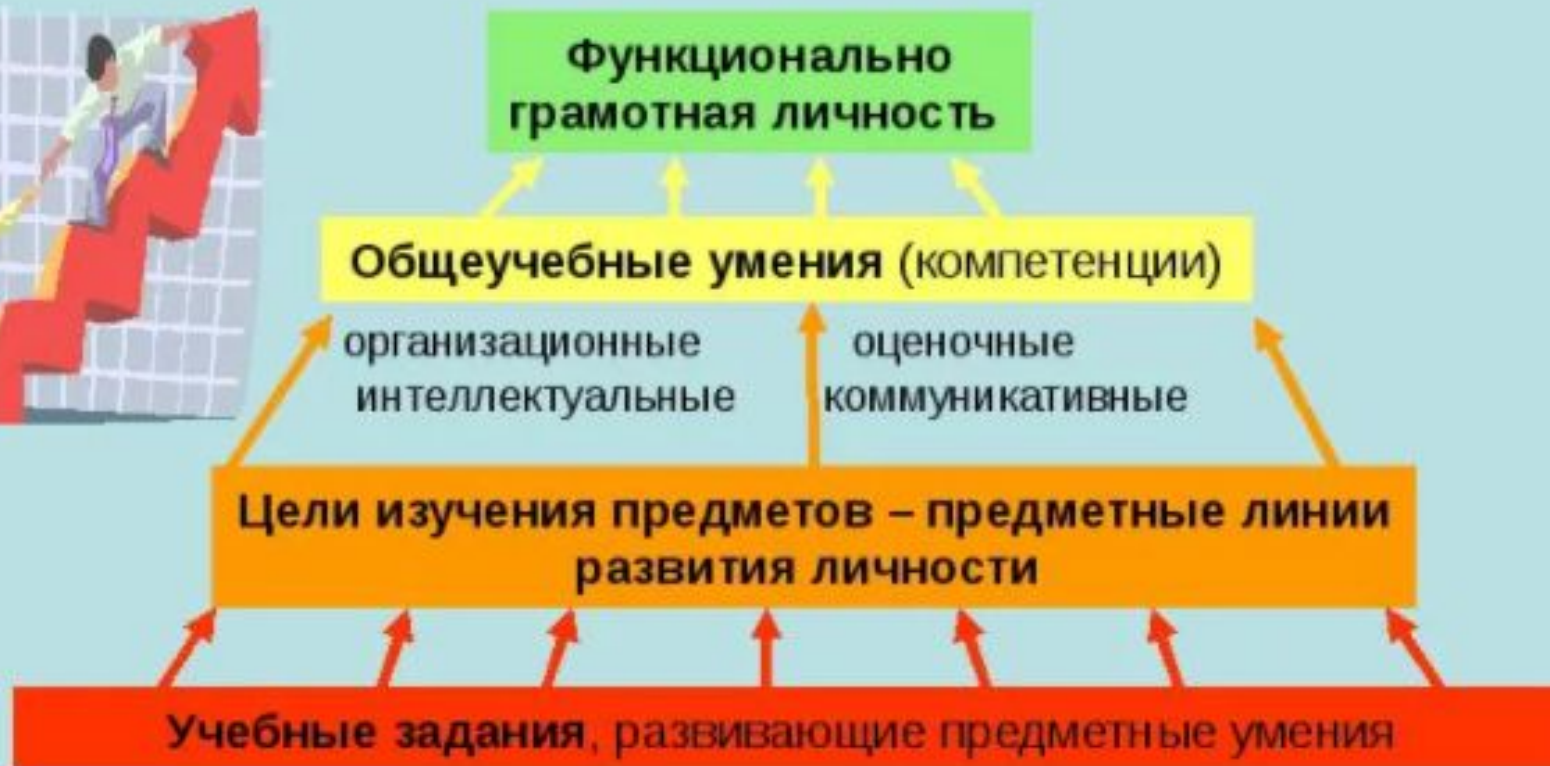 Функционально
грамотная личность
Общеучебные умения (компетенции)
организационные оценочные
интеллектуальные коммуникативные
Цели изучения предметов – предметные линии
развития личности
Учебные задания, развивающие предметные умения